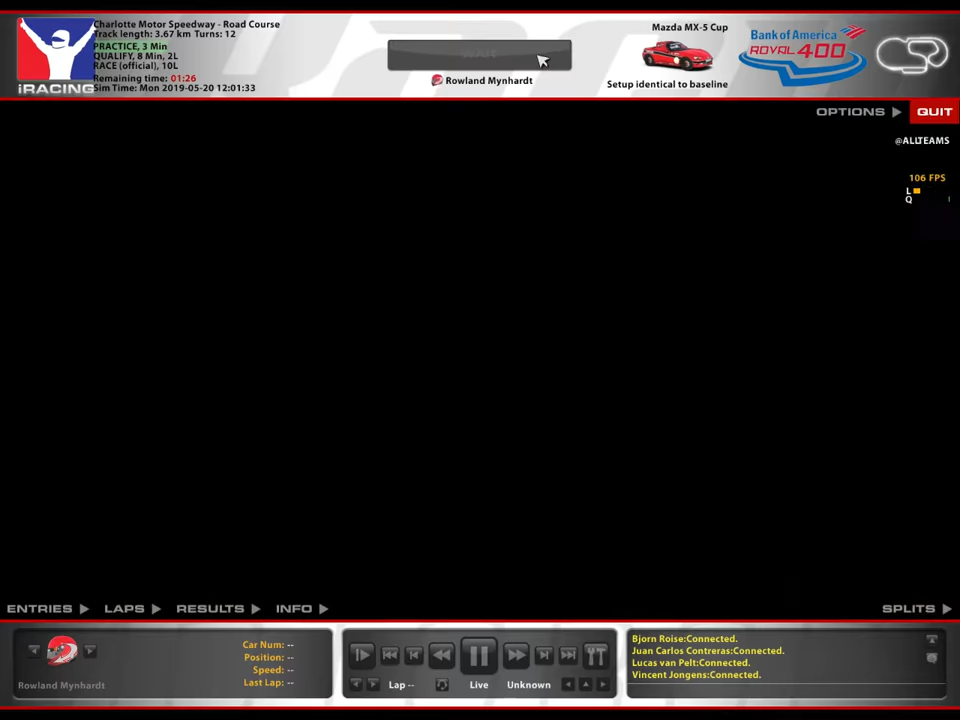 Charlotte Motor Speedway - Road Course
Track length: 3.67 km Turns: 12
PRACTICE, 3 Min
QUALIFY, 8 Min, 2L
RACE (official), 10L
Remaining time: 01:26
Sim Time: Mon 2019-05-20 12:01:33
iRACING
WAIT
Rowland Mynhardt
Mazda MX-5 Cup
Setup identical to baseline
Bank of America
ROVAL 400
OPTIONS
QUIT
@ALLTEAMS
106 FPS
L
Q
ENTRIES
LAPS
RESULTS
INFO
SPLITS
Rowland Mynhardt
Car Num: --
Position: --
Speed: --
Last Lap: --
Lap --
Live
Unknown
Bjorn Roise:Connected.
Juan Carlos Contreras:Connected.
Lucas van Pelt:Connected.
Vincent Jongens:Connected.